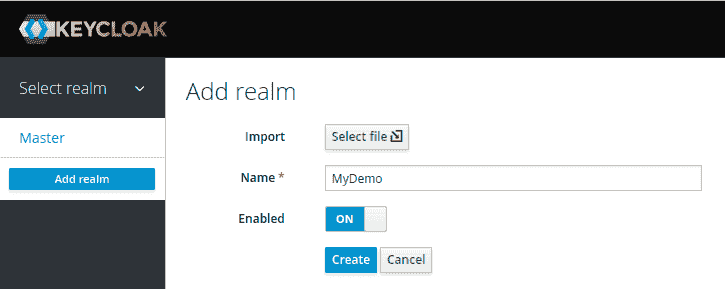 KEYCLOAK
Select realm
Master
Add realm
Add realm
Import Select file
Name * MyDemo
Enabled ON
Create Cancel